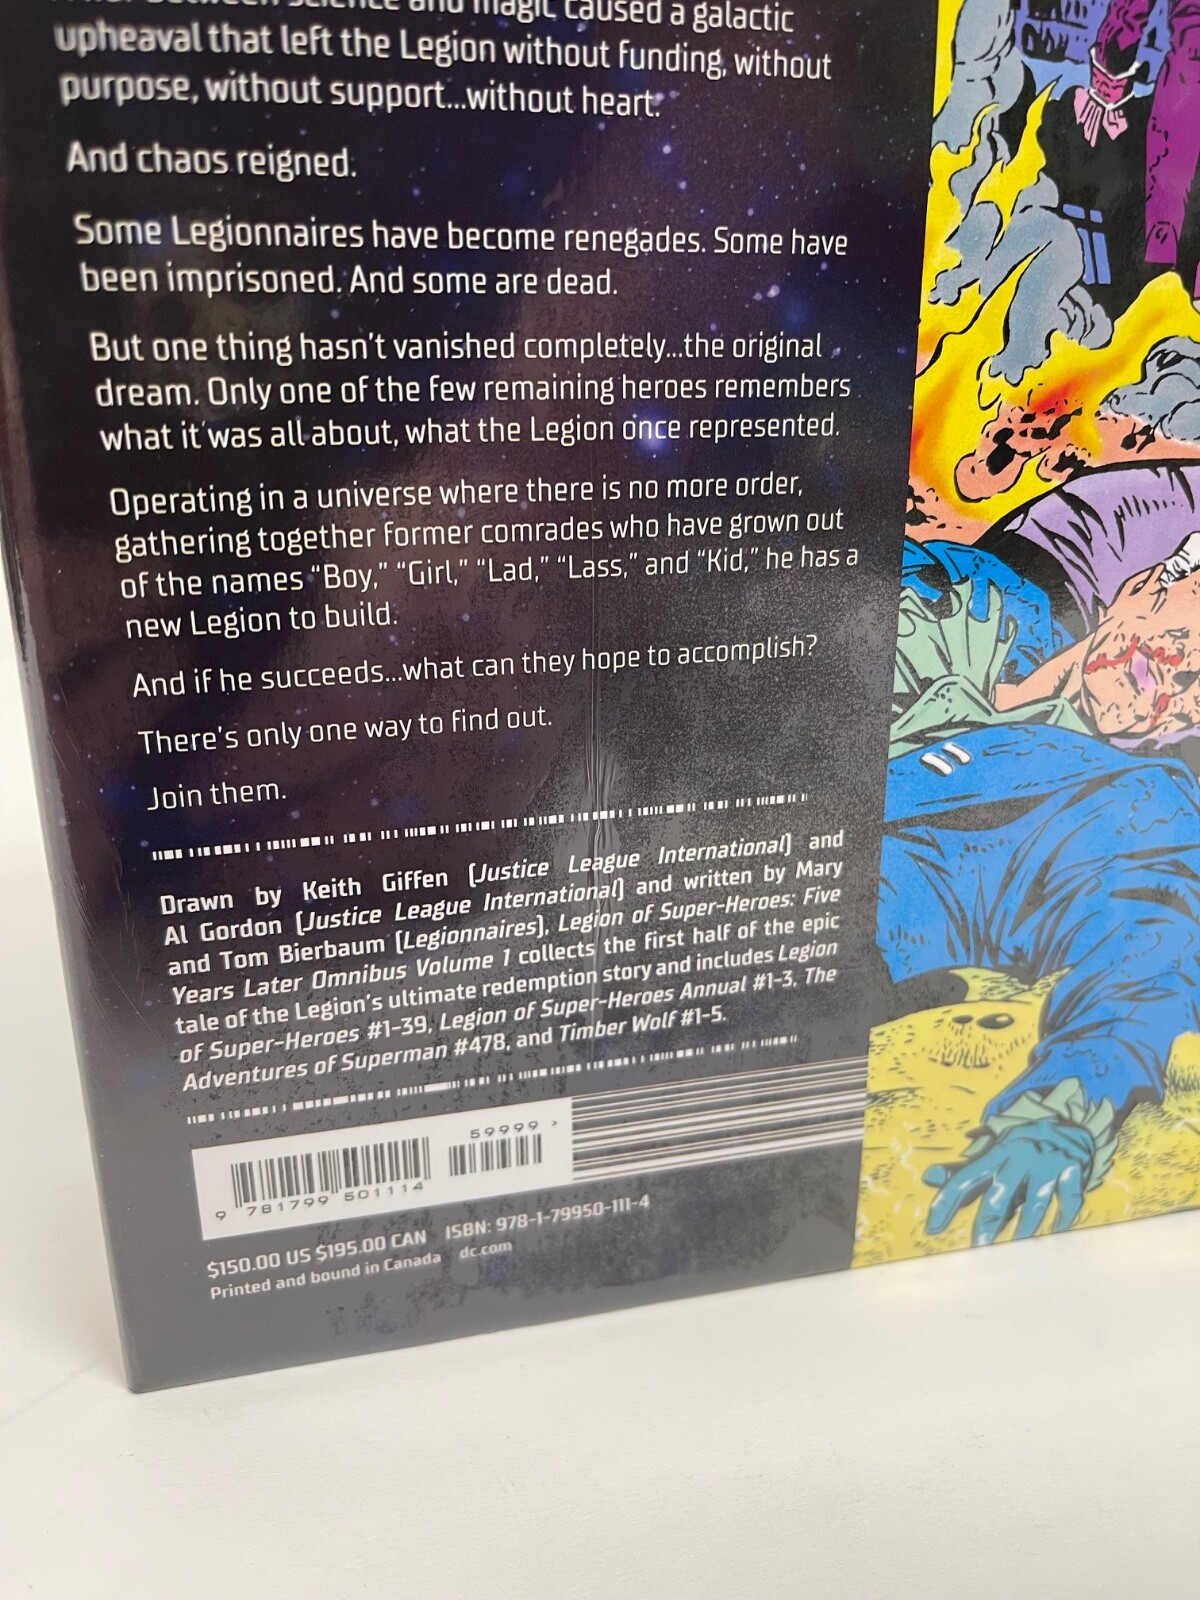 between science and magic caused a galactic
upheaval that left the Legion without funding, without
purpose, without support...without heart.
And chaos reigned.
Some Legionnaires have become renegades. Some have
been imprisoned. And some are dead.
But one thing hasn't vanished completely...the original
dream. Only one of the few remaining heroes remembers
what it was all about, what the Legion once represented.
Operating in a universe where there is no more order,
gathering together former comrades who have grown out
of the names “Boy,” “Girl,” “Lad,” “Lass,” and “Kid,” he has a
new Legion to build.
And if he succeeds...what can they hope to accomplish?
There's only one way to find out.
Join them.
Drawn by Keith Giffen (Justice League International) and
Al Gordon (Justice League International) and written by Mary
and Tom Bierbaum (Legionnaires), Legion of Super-Heroes: Five
Years Later Omnibus Volume 1 collects the first half of the epic
tale of the Legion's ultimate redemption story and includes Legion
of Super-Heroes #1-39, Legion of Super-Heroes Annual #1-3, The
Adventures of Superman #478, and Timber Wolf #1-5.
59999 >
9 781799 501114
$150.00 US $195.00 CAN ISBN: 978-1-79950-111-4
Printed and bound in Canada dc.com